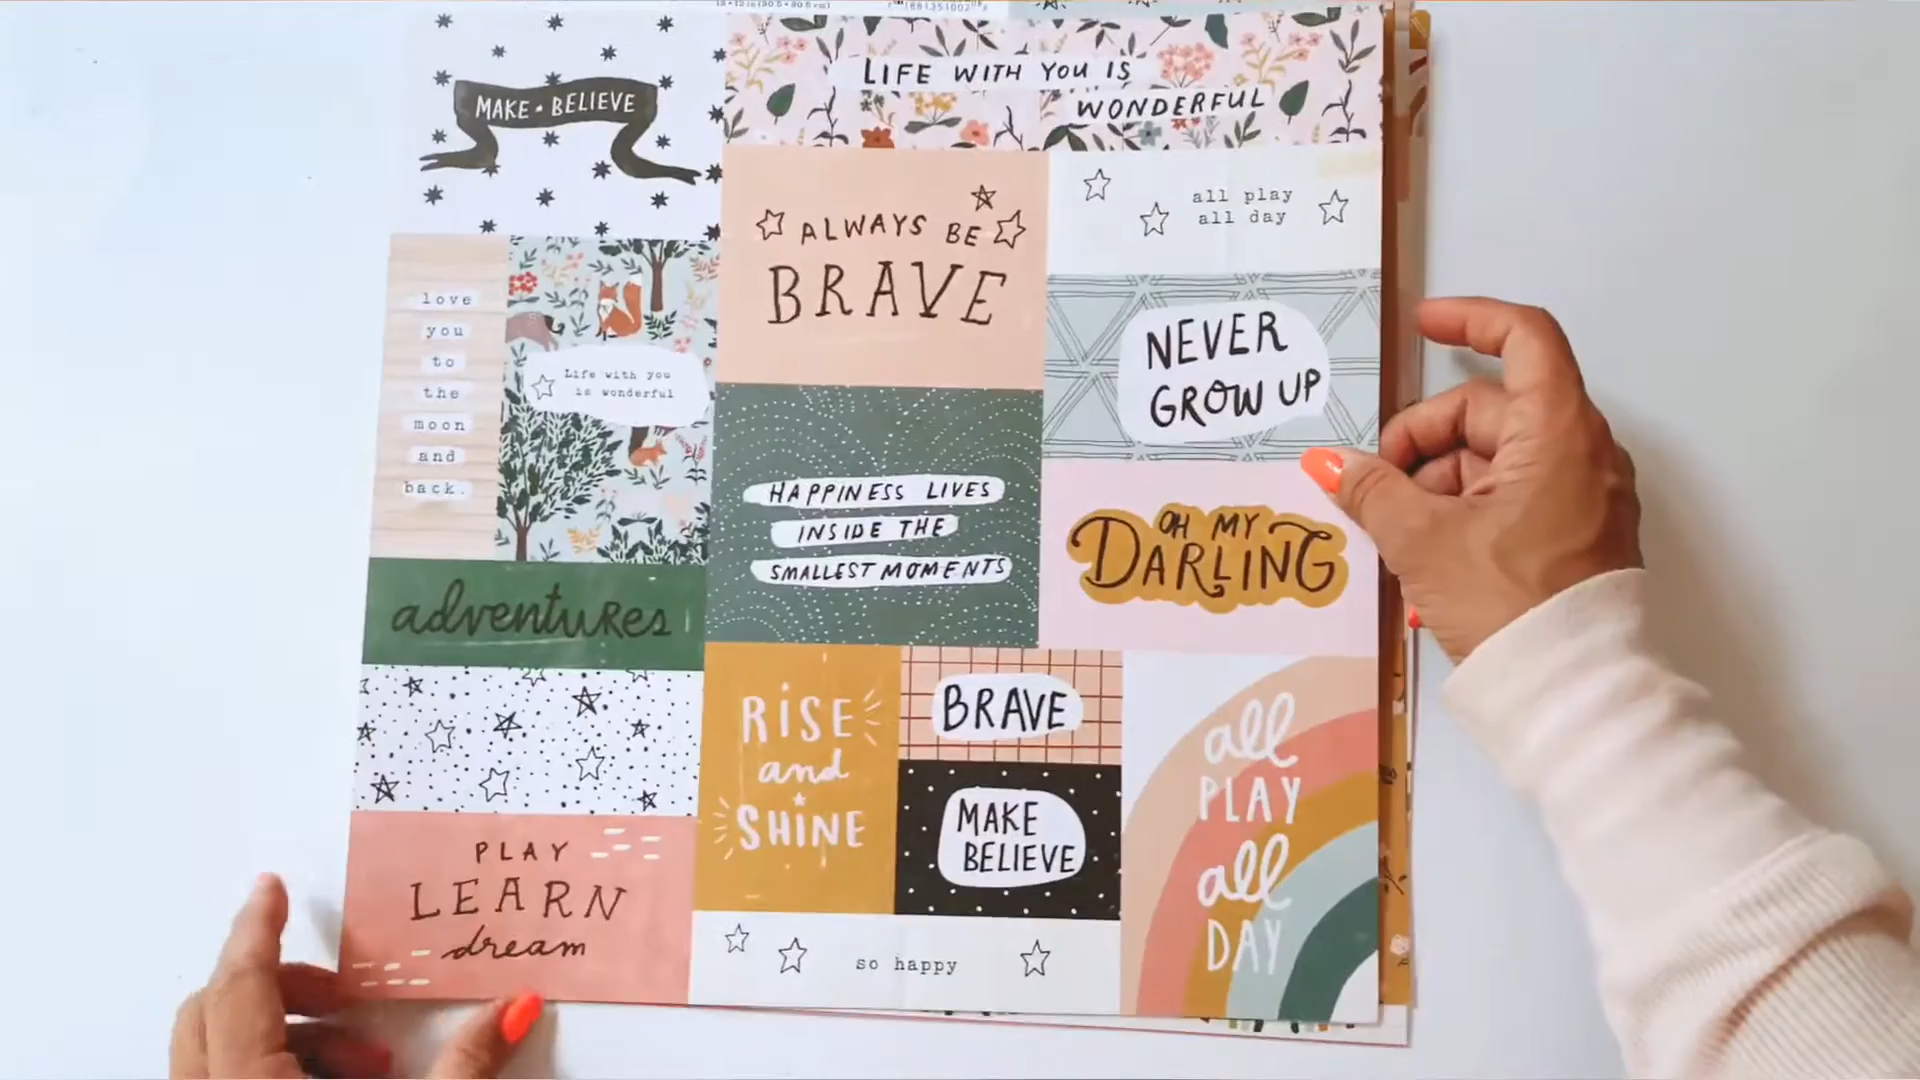 MAKE • BELIEVE
LIFE WITH YOU IS
WONDERFUL
ALWAYS BE
BRAVE
all play
all day
love
you
to
the
moon
and
back.
Life with you
is wonderful
NEVER
GROW UP
HAPPINESS LIVES
INSIDE THE
SMALLEST MOMENTS
OH MY
DARLING
adventures
RISE
and
SHINE
BRAVE
MAKE
BELIEVE
all
PLAY
all
DAY
PLAY
LEARN
dream
so happy